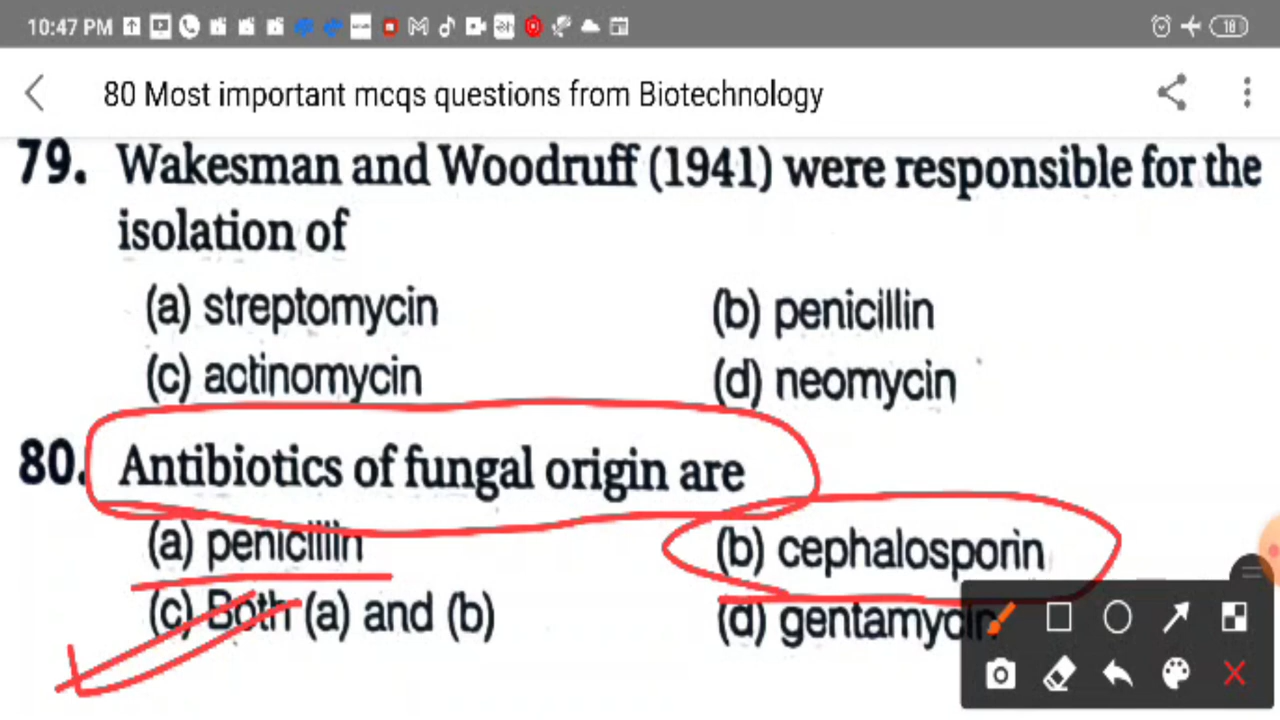 10:47 PM
18
80 Most important mcqs questions from Biotechnology
79. Wakesman and Woodruff (1941) were responsible for the
isolation of
(a) streptomycin (b) penicillin
(c) actinomycin (d) neomycin
80. Antibiotics of fungal origin are
(a) penicillin (b) cephalosporin
(c) Both (a) and (b) (d) gentamycin